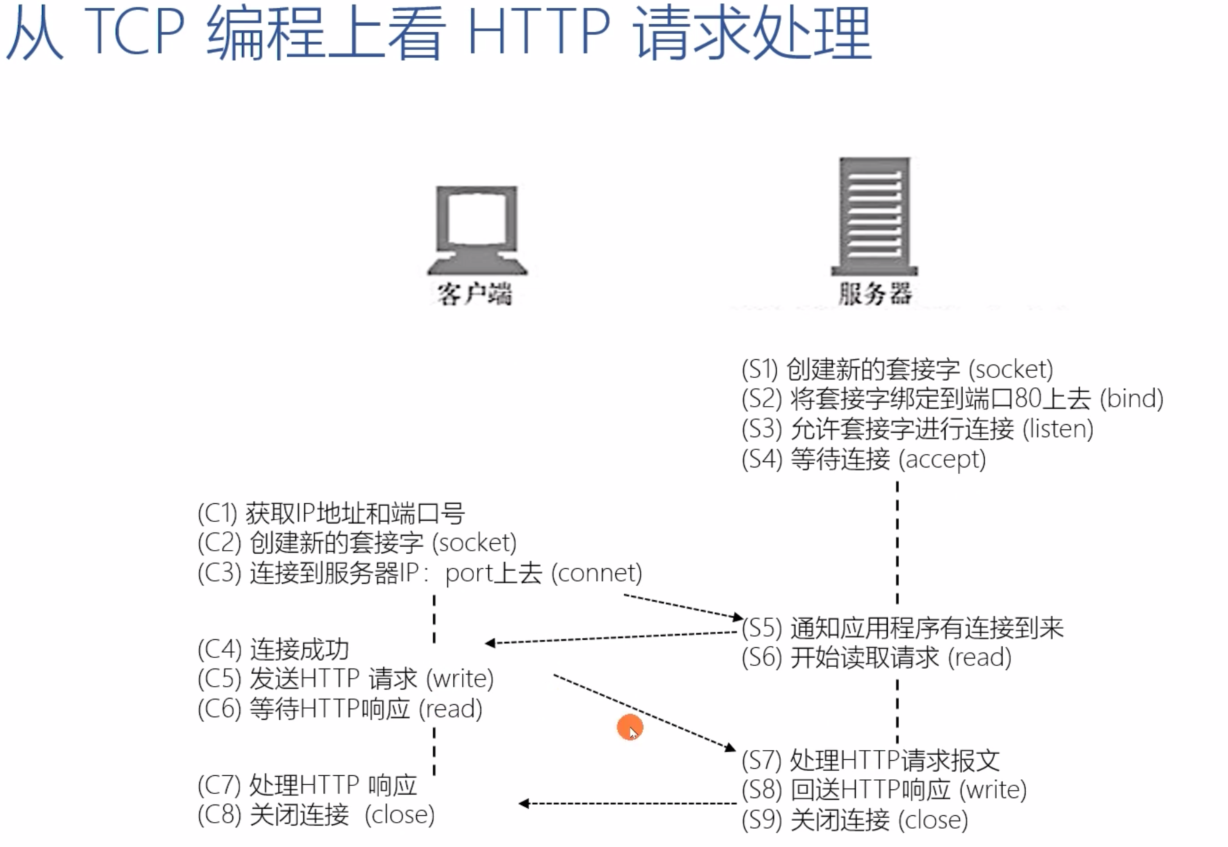 从 TCP 编程上看 HTTP 请求处理
客户端
服务器
(S1) 创建新的套接字 (socket)
(S2) 将套接字绑定到端口80上去 (bind)
(S3) 允许套接字进行连接 (listen)
(S4) 等待连接 (accept)
(C1) 获取IP地址和端口号
(C2) 创建新的套接字 (socket)
(C3) 连接到服务器IP：port上去 (connet)
(S5) 通知应用程序有连接到来
(S6) 开始读取请求 (read)
(C4) 连接成功
(C5) 发送HTTP 请求 (write)
(C6) 等待HTTP响应 (read)
(S7) 处理HTTP请求报文
(S8) 回送HTTP响应 (write)
(S9) 关闭连接 (close)
(C7) 处理HTTP 响应
(C8) 关闭连接 (close)